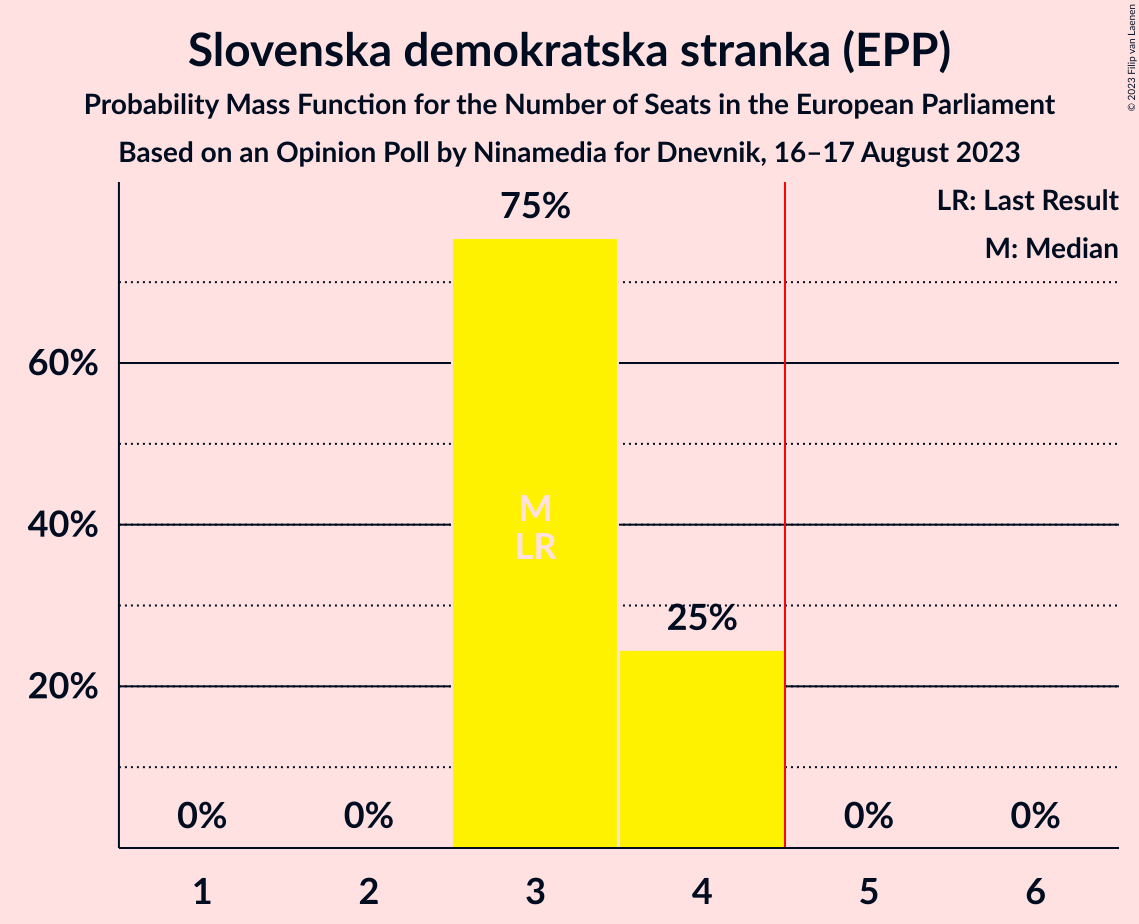 Slovenska demokratska stranka (EPP)
Probability Mass Function for the Number of Seats in the European Parliament
Based on an Opinion Poll by Ninamedia for Dnevnik, 16–17 August 2023
© 2023 Filip van Laenen
LR: Last Result
M: Median
75%
60%
40%
20%
M
LR
25%
0%
0%
0%
0%
1 2 3 4 5 6